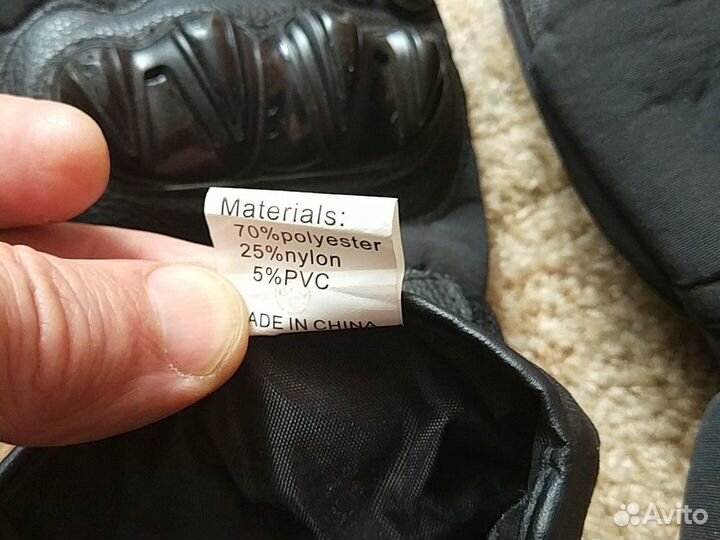 Materials:
70%polyester
25%nylon
5%PVC
ADE IN CHINA
Avito